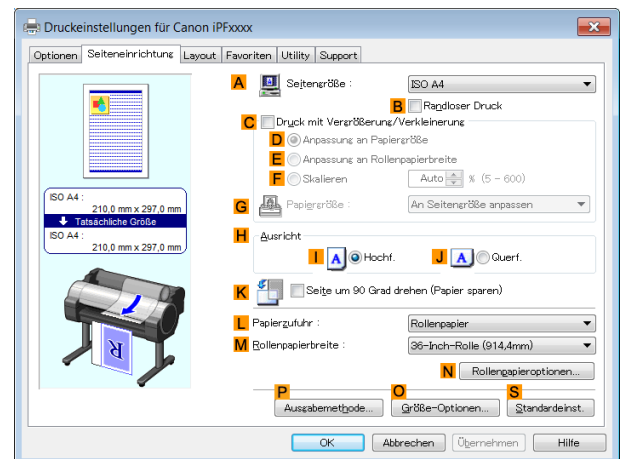 Druckeinstellungen für Canon iPFxxxx
Optionen Seiteneinrichtung Layout Favoriten Utility Support
A Seitengröße : ISO A4
B Randloser Druck
C Druck mit Vergrößerung/Verkleinerung
D Anpassung an Papiergröße
E Anpassung an Rollenpapierbreite
F Skalieren Auto % (5 - 600)
G Papiergröße : An Seitengröße anpassen
ISO A4 :
210,0 mm x 297,0 mm
Tatsächliche Größe
ISO A4 :
210,0 mm x 297,0 mm
H Ausricht
I A Hochf. J A Querf.
K Seite um 90 Grad drehen (Papier sparen)
L Papierzufuhr : Rollenpapier
M Rollenpapierbreite : 36-Inch-Rolle (914,4mm)
N Rollenpapieroptionen...
P O S
Ausgabemethode... Größe-Optionen... Standardeinst.
OK Abbrechen Übernehmen Hilfe
R